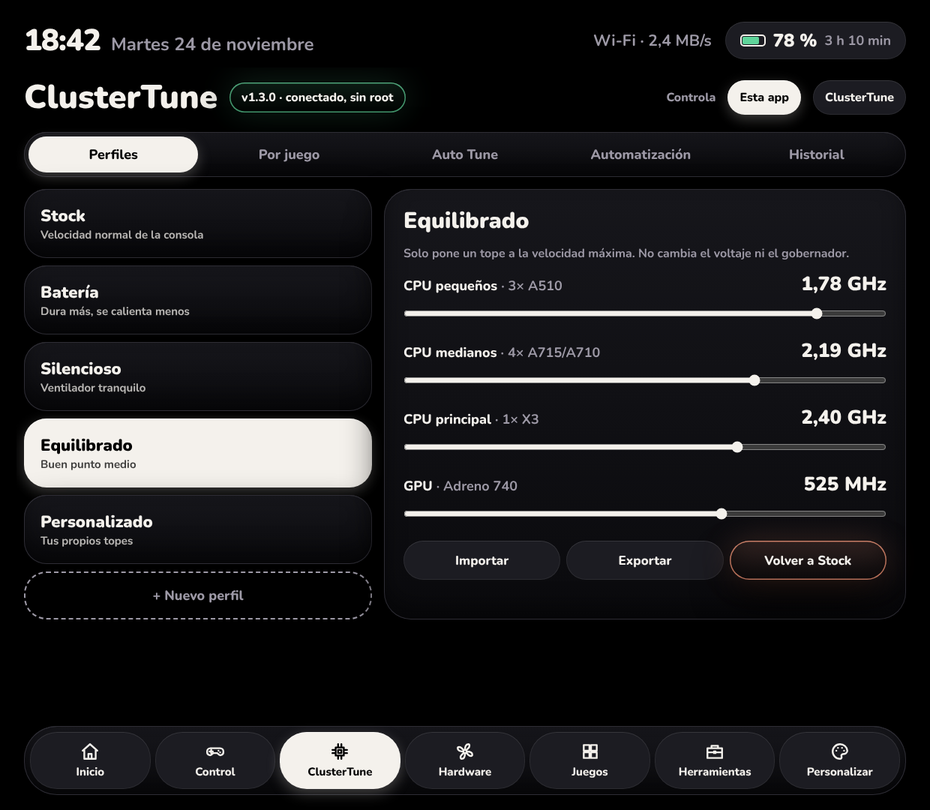 18:42 Martes 24 de noviembre
Wi-Fi · 2,4 MB/s
78 % 3 h 10 min
ClusterTune
v1.3.0 · conectado, sin root
Controla
Esta app
ClusterTune
Perfiles
Por juego
Auto Tune
Automatización
Historial
Stock
Velocidad normal de la consola
Batería
Dura más, se calienta menos
Silencioso
Ventilador tranquilo
Equilibrado
Buen punto medio
Personalizado
Tus propios topes
+ Nuevo perfil
Equilibrado
Solo pone un tope a la velocidad máxima. No cambia el voltaje ni el gobernador.
CPU pequeños · 3× A510
1,78 GHz
CPU medianos · 4× A715/A710
2,19 GHz
CPU principal · 1× X3
2,40 GHz
GPU · Adreno 740
525 MHz
Importar
Exportar
Volver a Stock
Inicio
Control
ClusterTune
Hardware
Juegos
Herramientas
Personalizar